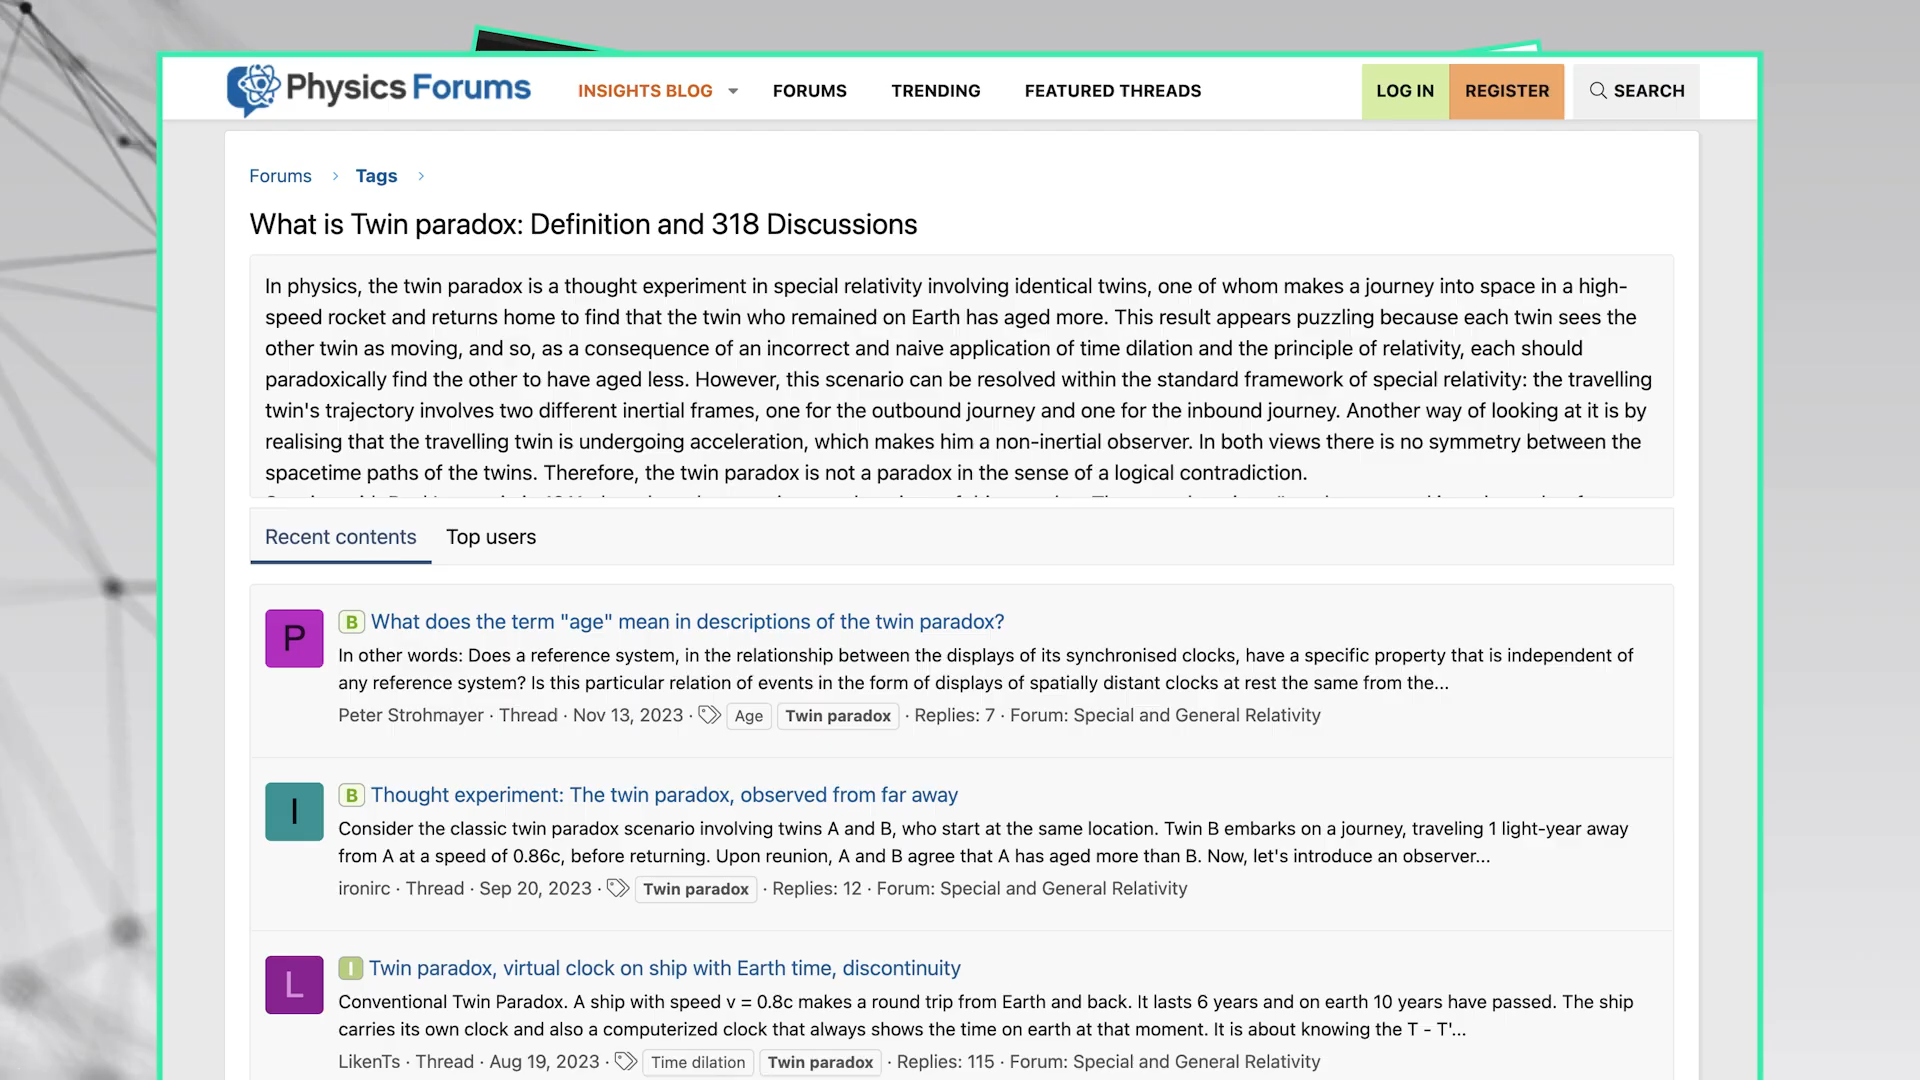 Physics Forums
INSIGHTS BLOG
FORUMS
TRENDING
FEATURED THREADS
LOG IN
REGISTER
SEARCH
Forums
Tags
What is Twin paradox: Definition and 318 Discussions
In physics, the twin paradox is a thought experiment in special relativity involving identical twins, one of whom makes a journey into space in a high-
speed rocket and returns home to find that the twin who remained on Earth has aged more. This result appears puzzling because each twin sees the
other twin as moving, and so, as a consequence of an incorrect and naive application of time dilation and the principle of relativity, each should
paradoxically find the other to have aged less. However, this scenario can be resolved within the standard framework of special relativity: the travelling
twin's trajectory involves two different inertial frames, one for the outbound journey and one for the inbound journey. Another way of looking at it is by
realising that the travelling twin is undergoing acceleration, which makes him a non-inertial observer. In both views there is no symmetry between the
spacetime paths of the twins. Therefore, the twin paradox is not a paradox in the sense of a logical contradiction.
Recent contents
Top users
P
B What does the term "age" mean in descriptions of the twin paradox?
In other words: Does a reference system, in the relationship between the displays of its synchronised clocks, have a specific property that is independent of
any reference system? Is this particular relation of events in the form of displays of spatially distant clocks at rest the same from the...
Peter Strohmayer · Thread · Nov 13, 2023 · Age Twin paradox · Replies: 7 · Forum: Special and General Relativity
I
B Thought experiment: The twin paradox, observed from far away
Consider the classic twin paradox scenario involving twins A and B, who start at the same location. Twin B embarks on a journey, traveling 1 light-year away
from A at a speed of 0.86c, before returning. Upon reunion, A and B agree that A has aged more than B. Now, let's introduce an observer...
ironirc · Thread · Sep 20, 2023 · Twin paradox · Replies: 12 · Forum: Special and General Relativity
L
I Twin paradox, virtual clock on ship with Earth time, discontinuity
Conventional Twin Paradox. A ship with speed v = 0.8c makes a round trip from Earth and back. It lasts 6 years and on earth 10 years have passed. The ship
carries its own clock and also a computerized clock that always shows the time on earth at that moment. It is about knowing the T - T'...
LikenTs · Thread · Aug 19, 2023 · Time dilation Twin paradox · Replies: 115 · Forum: Special and General Relativity